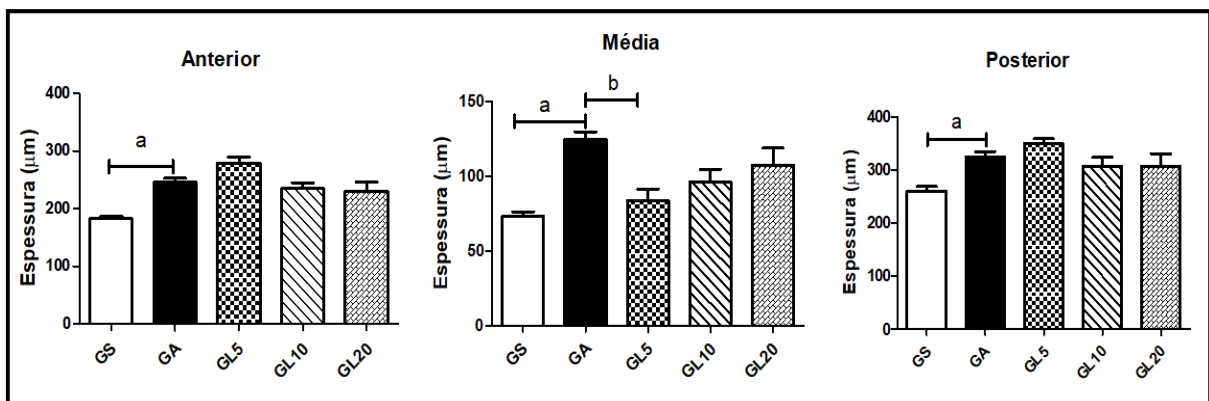 Anterior
Espessura (μm)
400
300
200
100
0
a
GS
GA
GL5
GL10
GL20
Média
Espessura (μm)
150
100
50
0
a
b
GS
GA
GL5
GL10
GL20
Posterior
Espessura (μm)
400
300
200
100
0
a
GS
GA
GL5
GL10
GL20